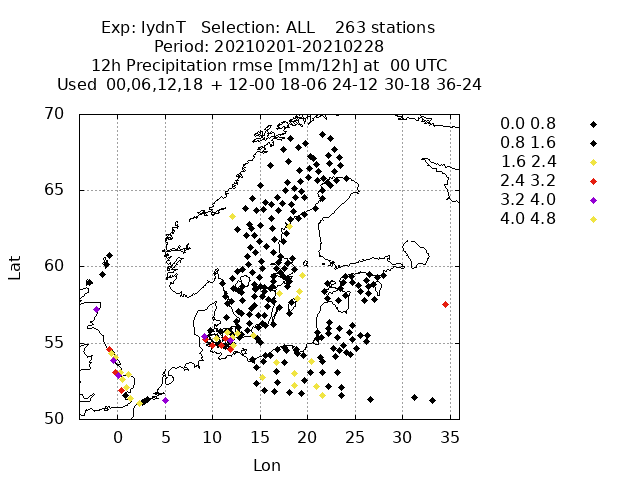 Exp: lydnT Selection: ALL 263 stations
Period: 20210201-20210228
12h Precipitation rmse [mm/12h] at 00 UTC
Used 00,06,12,18 + 12-00 18-06 24-12 30-18 36-24
70
65
60
55
50
Lat
0 5 10 15 20 25 30 35
Lon
0.0 0.8
0.8 1.6
1.6 2.4
2.4 3.2
3.2 4.0
4.0 4.8